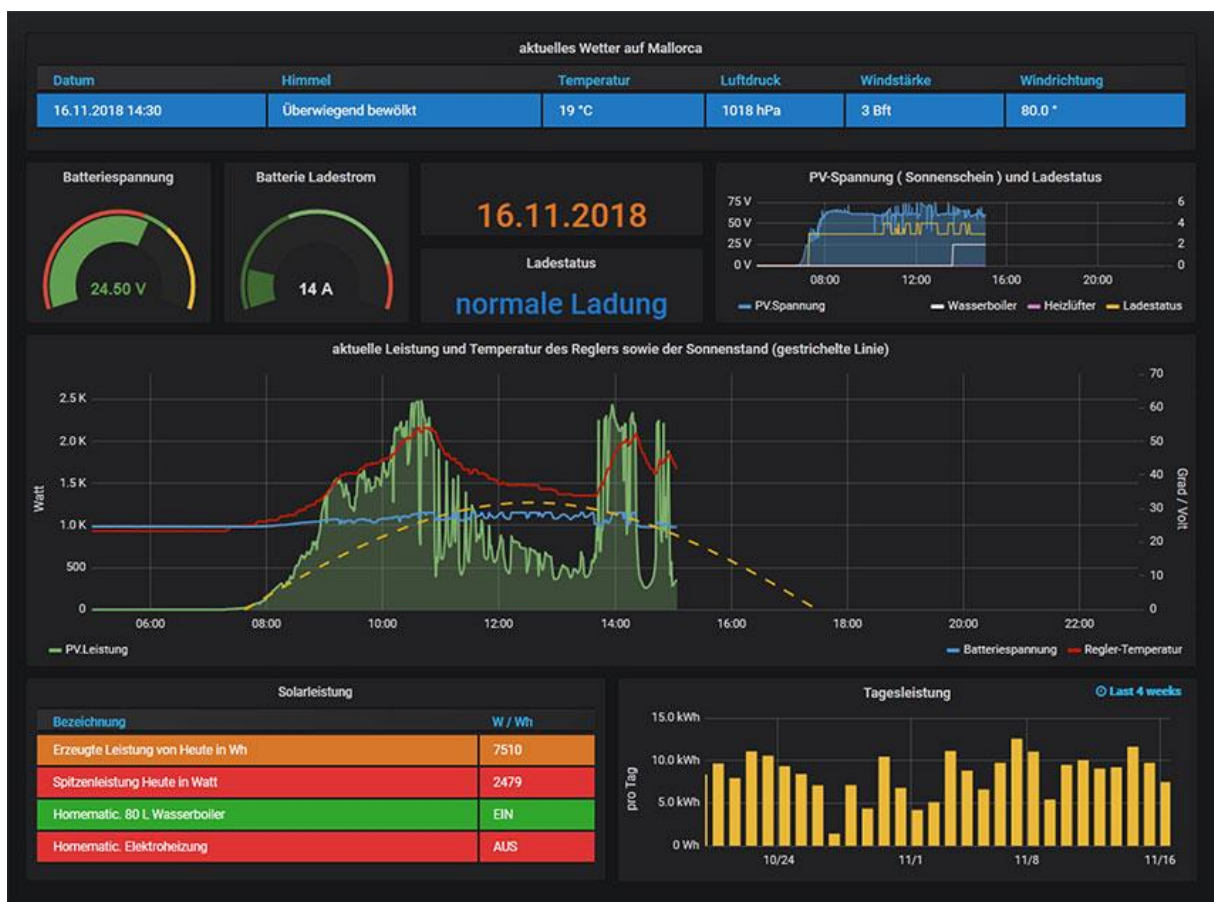 aktuelles Wetter auf Mallorca
Datum Himmel Temperatur Luftdruck Windstärke Windrichtung
16.11.2018 14:30 Überwiegend bewölkt 19 °C 1018 hPa 3 Bft 80.0 °
Batteriespannung
24.50 V
Batterie Ladestrom
14 A
16.11.2018
Ladestatus
normale Ladung
PV-Spannung ( Sonnenschein ) und Ladestatus
75 V 6
50 V 4
25 V 2
0 V 0
08:00 12:00 16:00 20:00
PV.Spannung Wasserboiler Heizlüfter Ladestatus
aktuelle Leistung und Temperatur des Reglers sowie der Sonnenstand (gestrichelte Linie)
70
2.5 K 60
2.0 K 50
1.5 K 40
1.0 K 30
20
500 10
0 0
Watt
Grad / Volt
06:00 08:00 10:00 12:00 14:00 16:00 18:00 20:00 22:00
PV.Leistung Batteriespannung Regler-Temperatur
Solarleistung
Bezeichnung W / Wh
Erzeugte Leistung von Heute in Wh 7510
Spitzenleistung Heute in Watt 2479
Homematic. 80 L Wasserboiler EIN
Homematic. Elektroheizung AUS
Tagesleistung Last 4 weeks
15.0 kWh
10.0 kWh
5.0 kWh
0 Wh
pro Tag
10/24 11/1 11/8 11/16